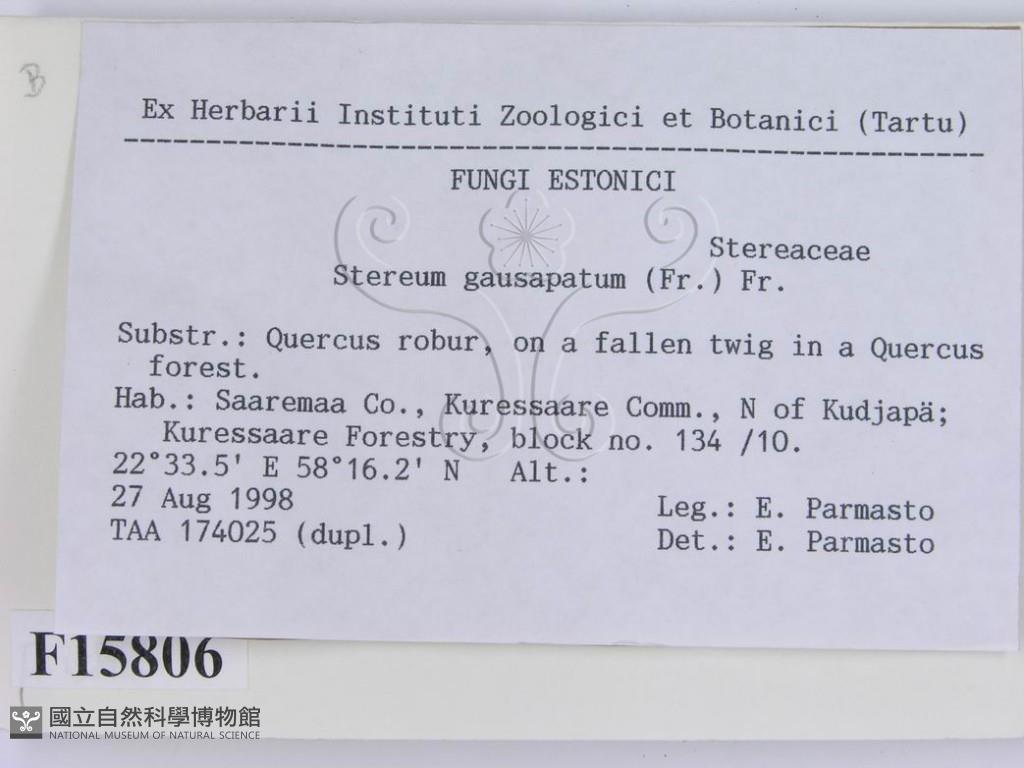 B
Ex Herbarii Instituti Zoologici et Botanici (Tartu)
FUNGI ESTONICI
Stereaceae
Stereum gausapatum (Fr.) Fr.
Substr.: Quercus robur, on a fallen twig in a Quercus
forest.
Hab.: Saaremaa Co., Kuressaare Comm., N of Kudjapä;
Kuressaare Forestry, block no. 134 /10.
22°33.5' E 58°16.2' N Alt.:
27 Aug 1998
Leg.: E. Parmasto
TAA 174025 (dupl.)
Det.: E. Parmasto
F15806
國立自然科學博物館
NATIONAL MUSEUM OF NATURAL SCIENCE